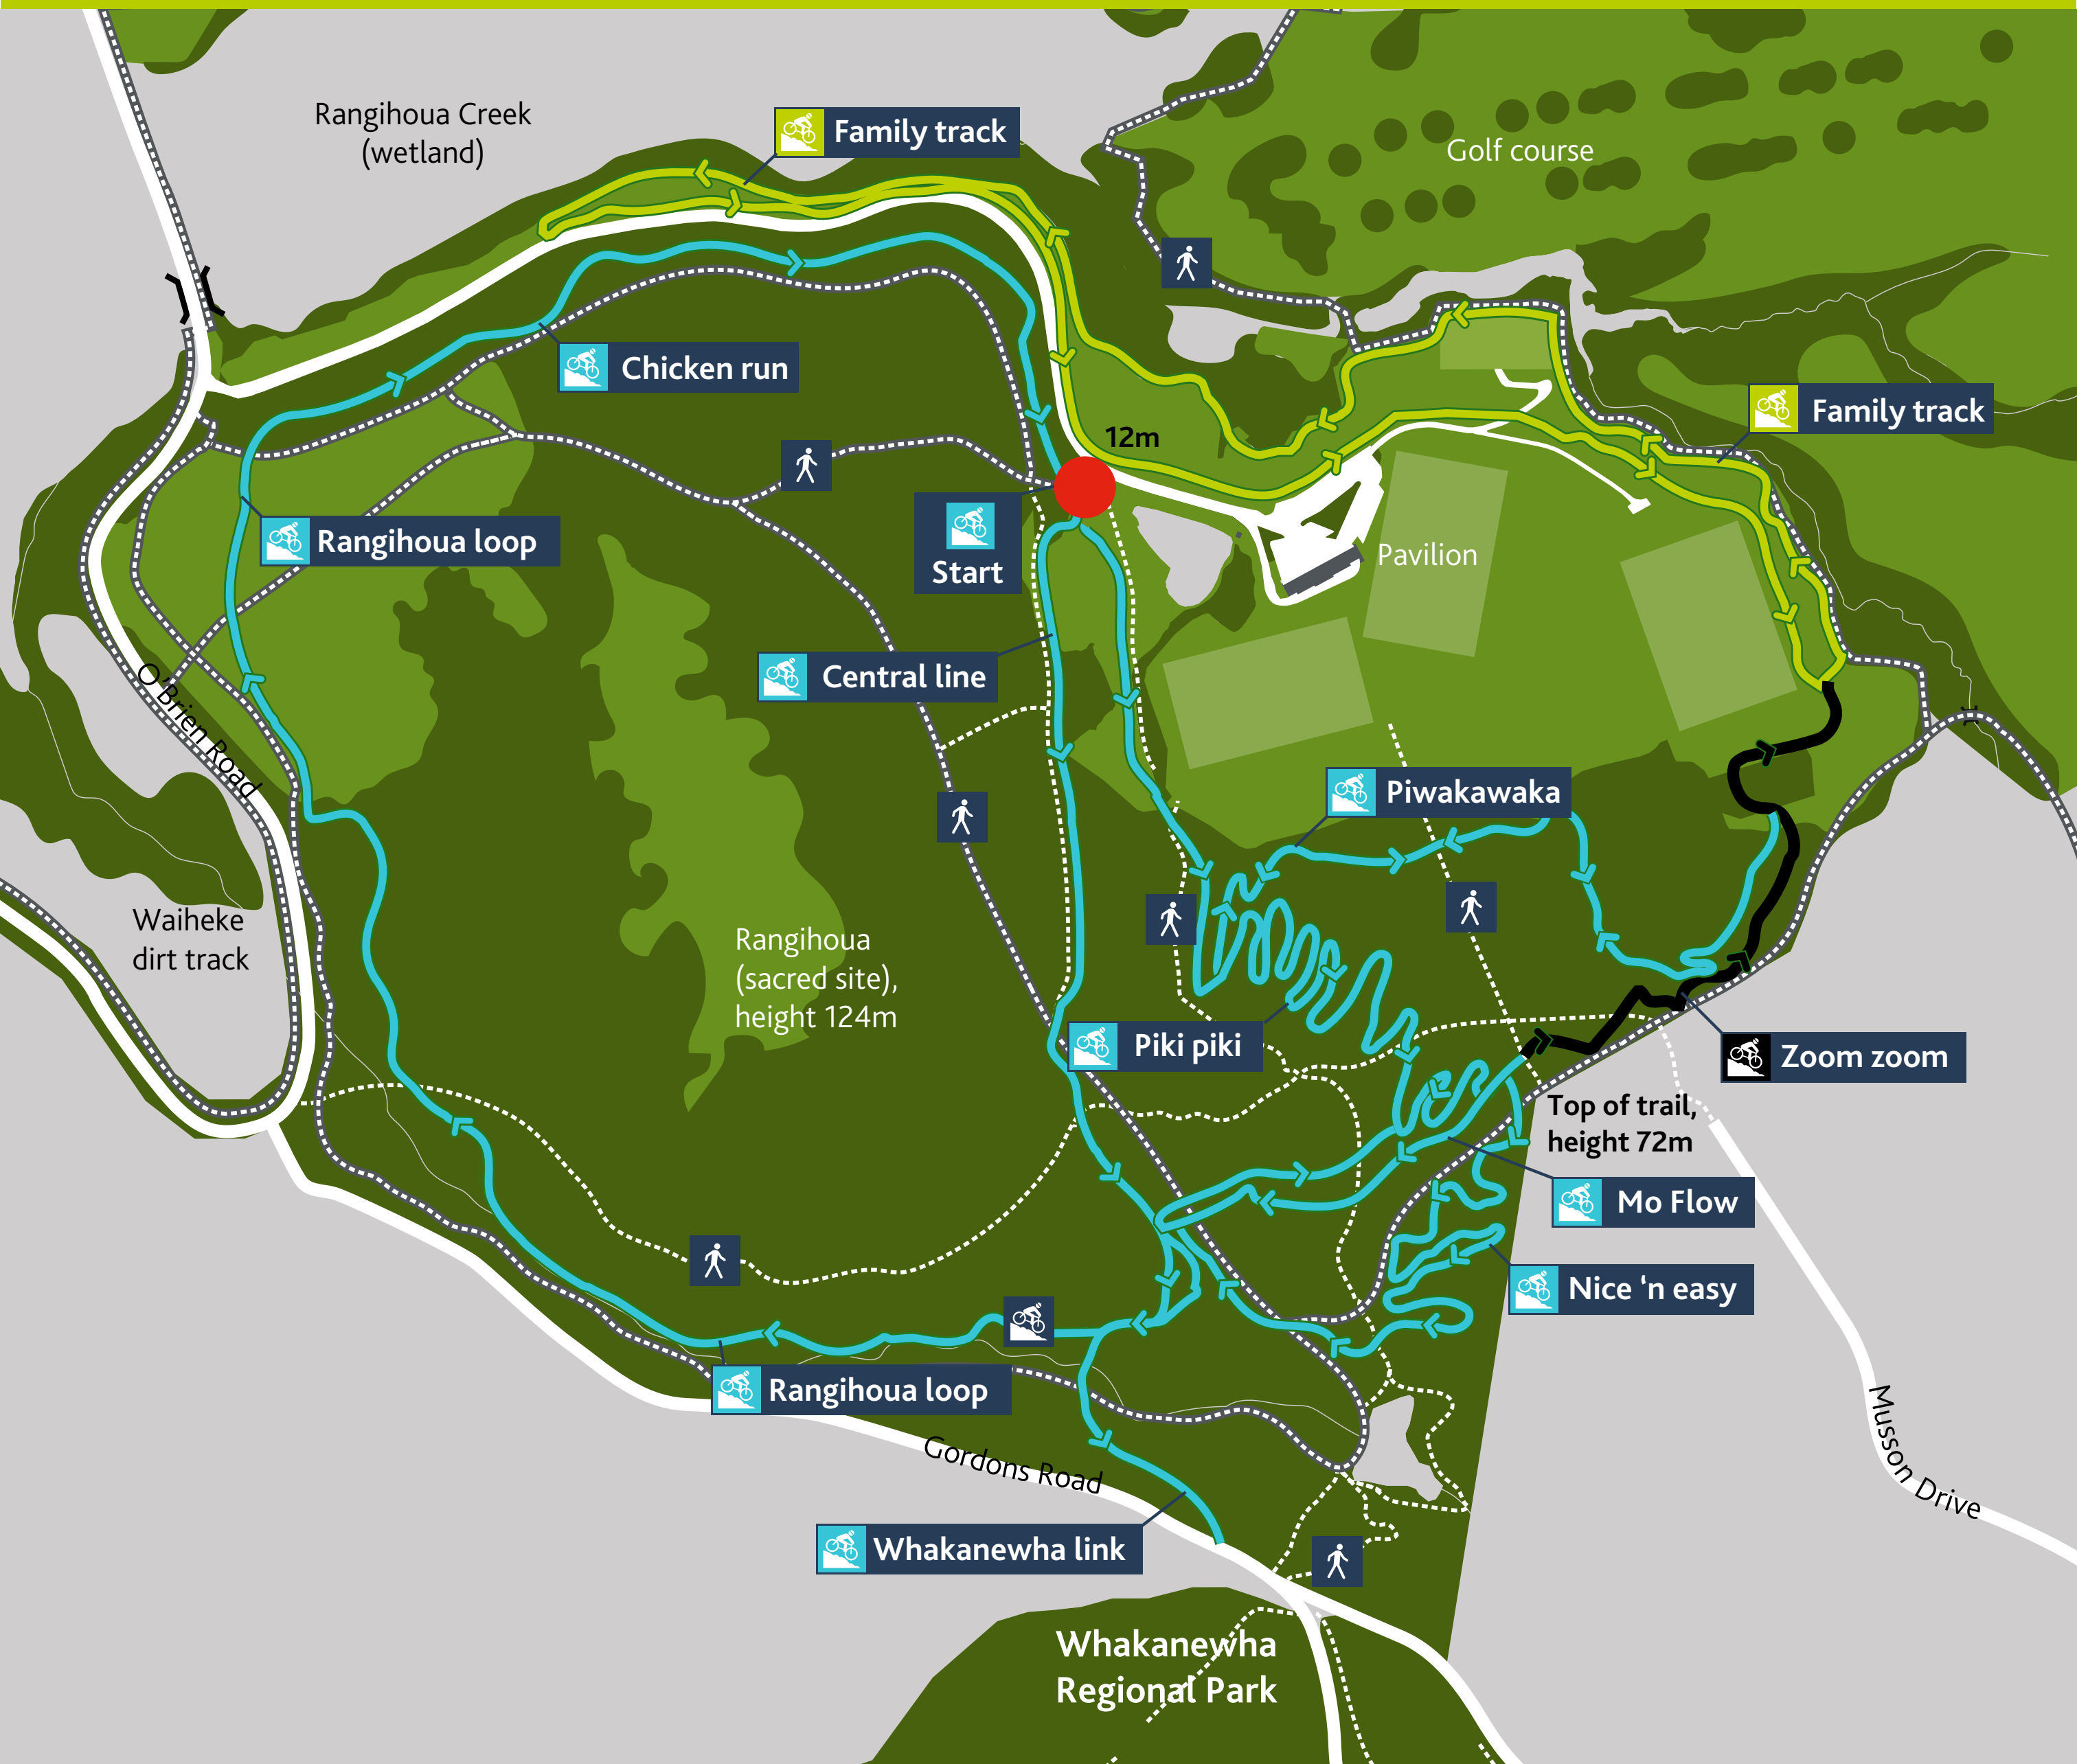 Rangihoua Creek
(wetland)
Family track
Golf course
Chicken run
Family track
12m
Rangihoua loop
Start
Pavilion
Central line
O'Brien Road
Piwakawaka
Waiheke
dirt track
Rangihoua
(sacred site),
height 124m
Piki piki
Zoom zoom
Top of trail,
height 72m
Mo Flow
Nice ‘n easy
Rangihoua loop
Gordons Road
Musson Drive
Whakanewha link
Whakanewha
Regional Park